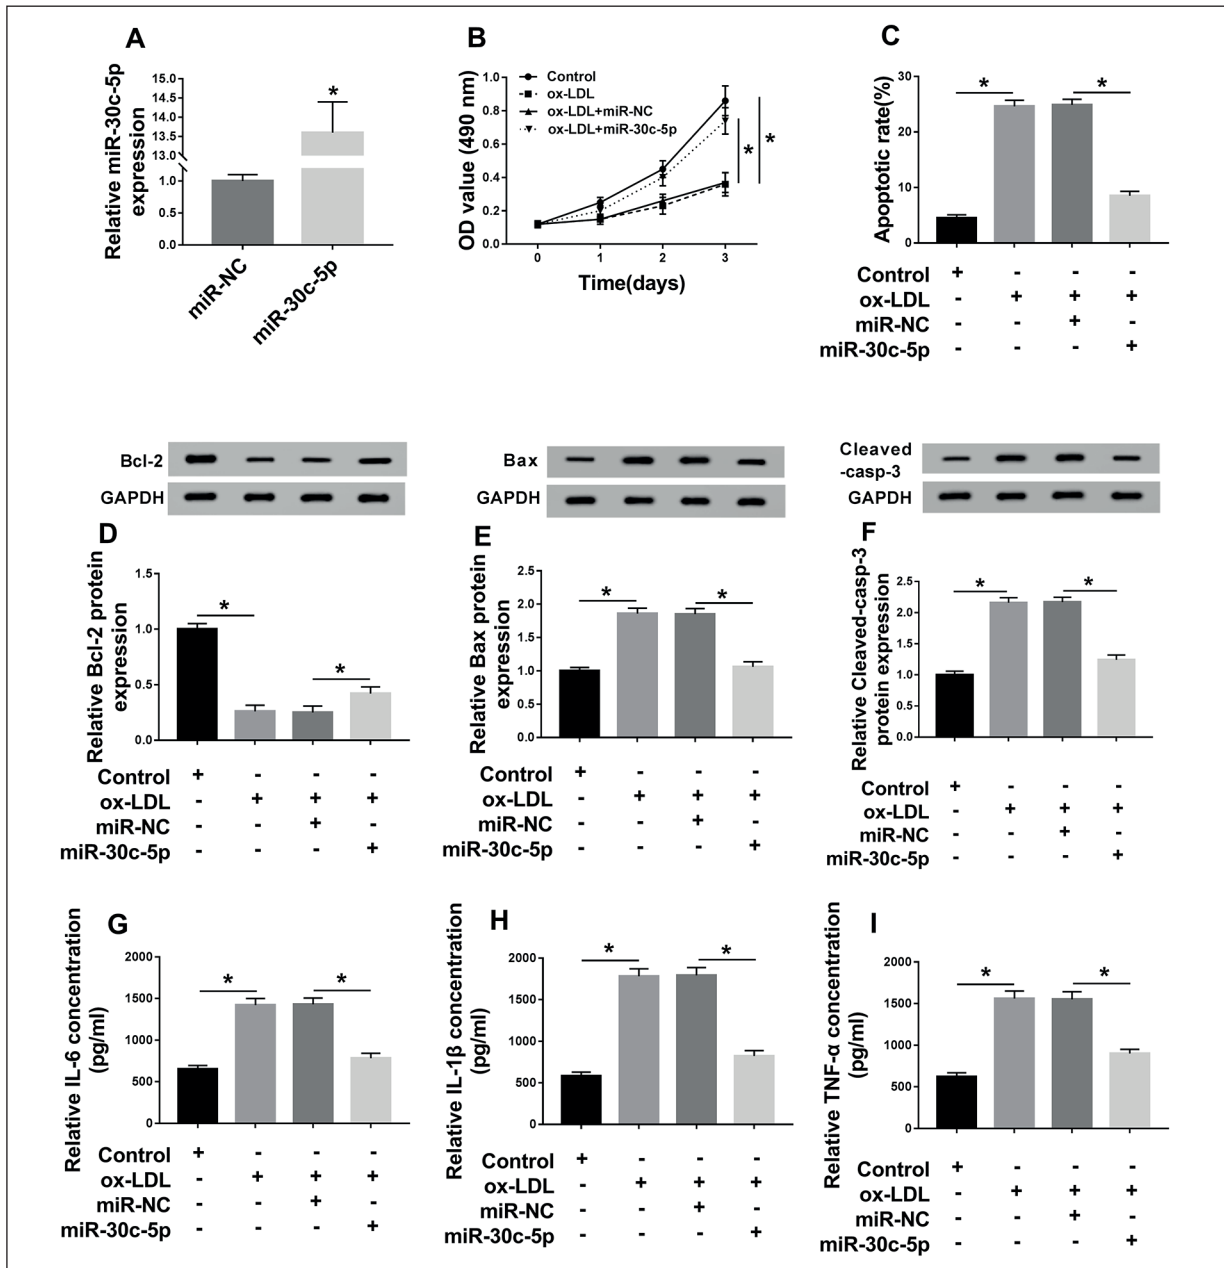 A
Relative miR-30c-5p
expression
15.0
14.5
14.0
13.5
13.0
1.0
0.5
0.0
*
miR-NC
miR-30c-5p
B
OD value (490 nm)
1.0
0.8
0.6
0.4
0.2
0.0
Control
ox-LDL
ox-LDL+miR-NC
ox-LDL+miR-30c-5p
* *
0 1 2 3
Time(days)
C
Apoptotic rate(%)
30
20
10
0
* *
Control + - - -
ox-LDL - + + +
miR-NC - - + -
miR-30c-5p - - - +
Bcl-2
GAPDH
D
Relative Bcl-2 protein
expression
1.5
1.0
0.5
0.0
* *
Control + - - -
ox-LDL - + + +
miR-NC - - + -
miR-30c-5p - - - +
Bax
GAPDH
E
Relative Bax protein
expression
2.5
2.0
1.5
1.0
0.5
0.0
* *
Control + - - -
ox-LDL - + + +
miR-NC - - + -
miR-30c-5p - - - +
Cleaved
-casp-3
GAPDH
F
Relative Cleaved-casp-3
protein expression
2.5
2.0
1.5
1.0
0.5
0.0
* *
Control + - - -
ox-LDL - + + +
miR-NC - - + -
miR-30c-5p - - - +
G
Relative IL-6 concentration
(pg/ml)
2000
1500
1000
500
0
* *
Control + - - -
ox-LDL - + + +
miR-NC - - + -
miR-30c-5p - - - +
H
Relative IL-1β concentration
(pg/ml)
2000
1500
1000
500
0
* *
Control + - - -
ox-LDL - + + +
miR-NC - - + -
miR-30c-5p - - - +
I
Relative TNF-α concentration
(pg/ml)
2000
1500
1000
500
0
* *
Control + - - -
ox-LDL - + + +
miR-NC - - + -
miR-30c-5p - - - +